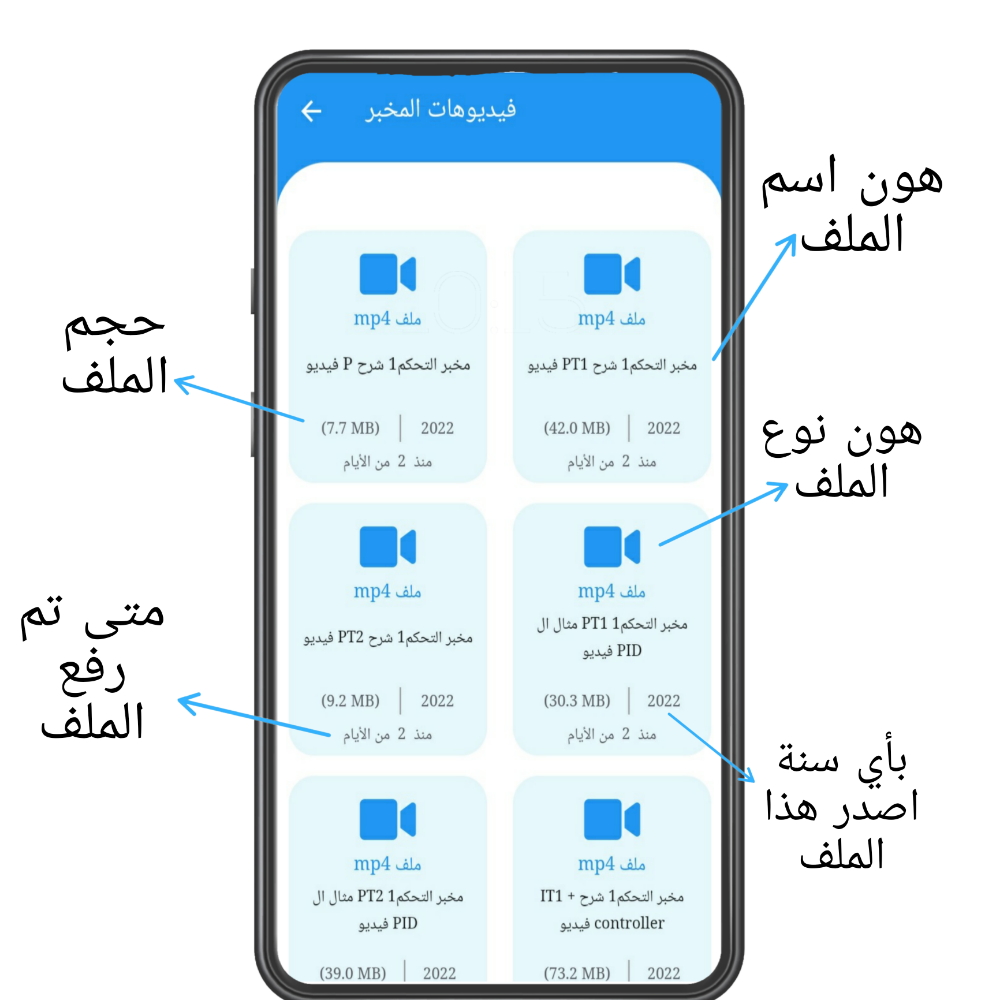 فيديوهات المخبر
هون اسم
الملف
ملف mp4
مخبر التحكم1 شرح PT1 فيديو
2022 | (42.0 MB)
منذ 2 من الأيام
ملف mp4
مخبر التحكم1 شرح P فيديو
2022 | (7.7 MB)
منذ 2 من الأيام
حجم
الملف
هون نوع
الملف
ملف mp4
مخبر التحكم1 PT1 مثال ال
PID فيديو
2022 | (30.3 MB)
منذ 2 من الأيام
ملف mp4
مخبر التحكم1 شرح PT2 فيديو
2022 | (9.2 MB)
منذ 2 من الأيام
متى تم
رفع
الملف
بأي سنة
اصدر هذا
الملف
ملف mp4
مخبر التحكم1 شرح + IT1
controller فيديو
2022 | (73.2 MB)
ملف mp4
مخبر التحكم1 PT2 مثال ال
PID فيديو
2022 | (39.0 MB)